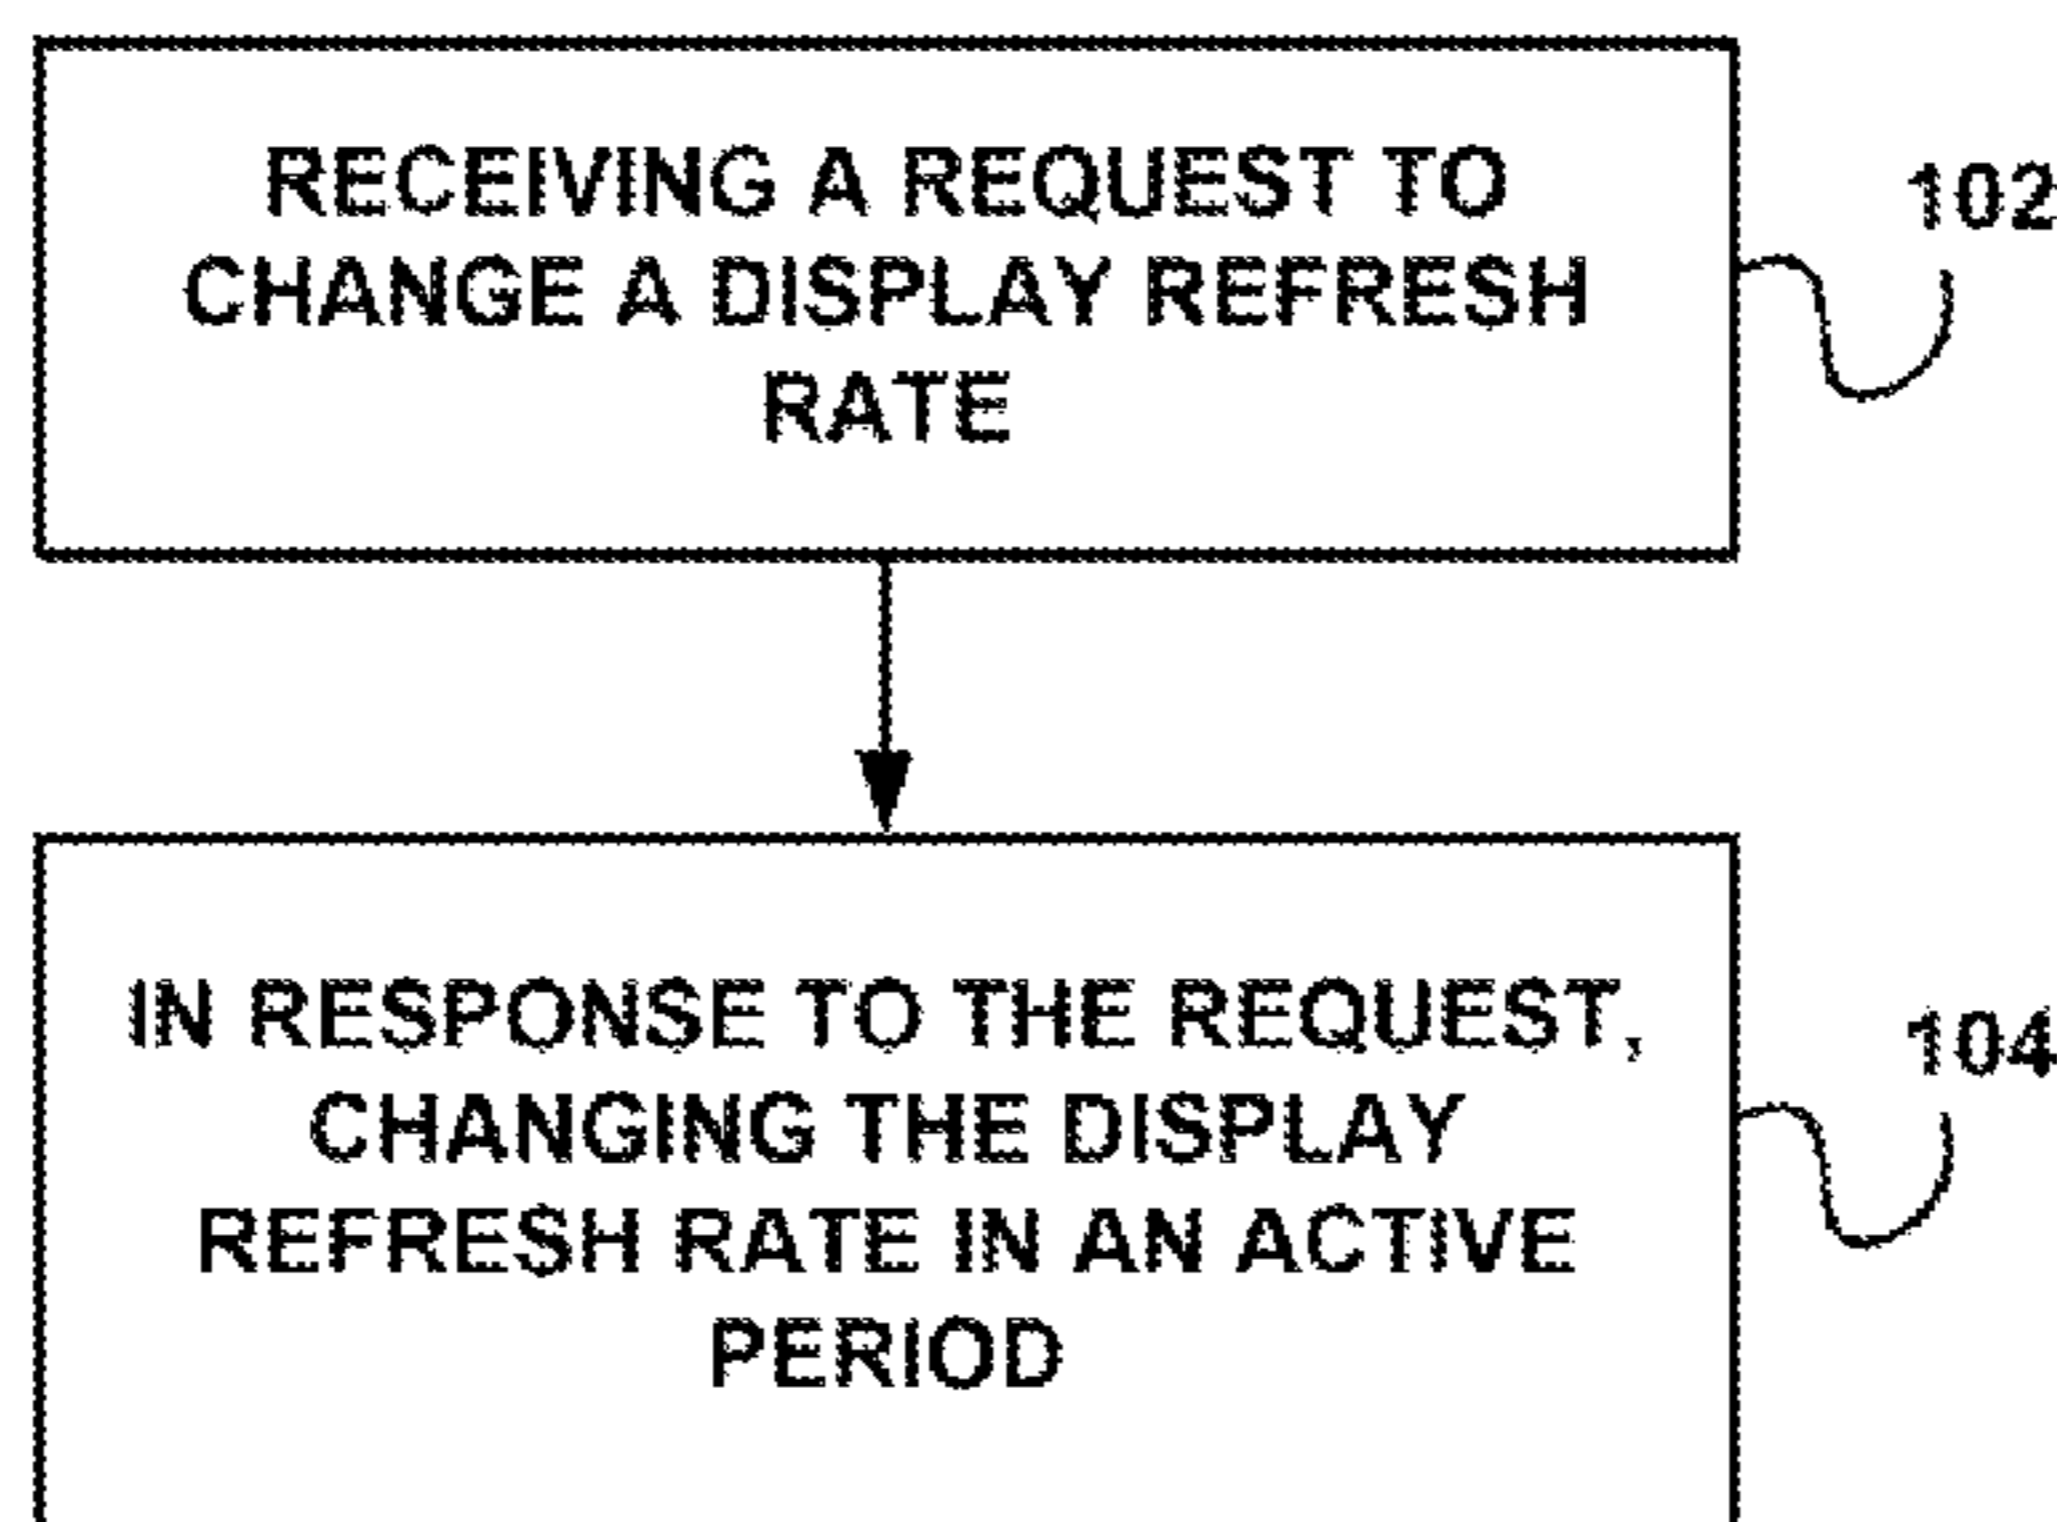 RECEIVING A REQUEST TO
CHANGE A DISPLAY REFRESH
RATE
102
IN RESPONSE TO THE REQUEST,
CHANGING THE DISPLAY
REFRESH RATE IN AN ACTIVE
PERIOD
104